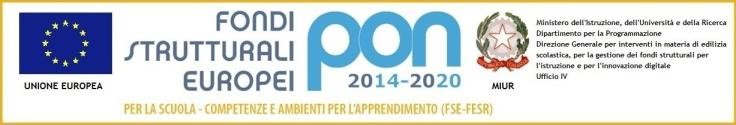 UNIONE EUROPEA
FONDI
STRUTTURALI
EUROPEI
pon
2014-2020
MIUR
Ministero dell'Istruzione, dell'Università e della Ricerca
Dipartimento per la Programmazione
Direzione Generale per interventi in materia di edilizia
scolastica, per la gestione dei fondi strutturali per
l'istruzione e per l'innovazione digitale
Ufficio IV
PER LA SCUOLA - COMPETENZE E AMBIENTI PER L'APPRENDIMENTO (FSE-FESR)